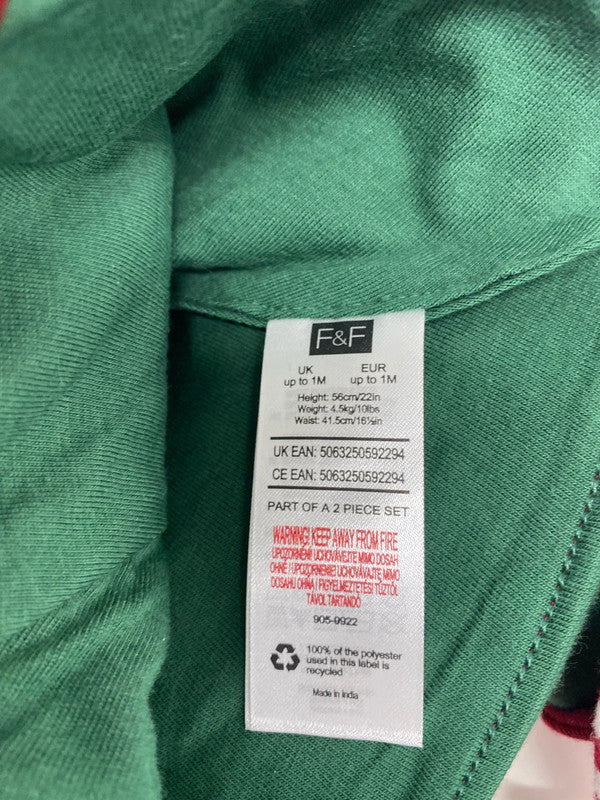 F&F
UK EUR
up to 1M up to 1M
Height: 56cm/22in
Weight: 4.5kg/10lbs
Waist: 41.5cm/16½in
UK EAN: 5063250592294
CE EAN: 5063250592294
PART OF A 2 PIECE SET
WARNING! KEEP AWAY FROM FIRE
UPOZORNĚNÍ! UCHOVÁVEJTE MIMO DOSAH
OHNĚ / UPOZORNENIE! UCHOVÁVAJTE MIMO
DOSAHU OHŇA / FIGYELMEZTETÉS! TŰZTŐL
TÁVOL TARTANDÓ
905-9922
100% of the polyester
used in this label is
recycled
Made in India